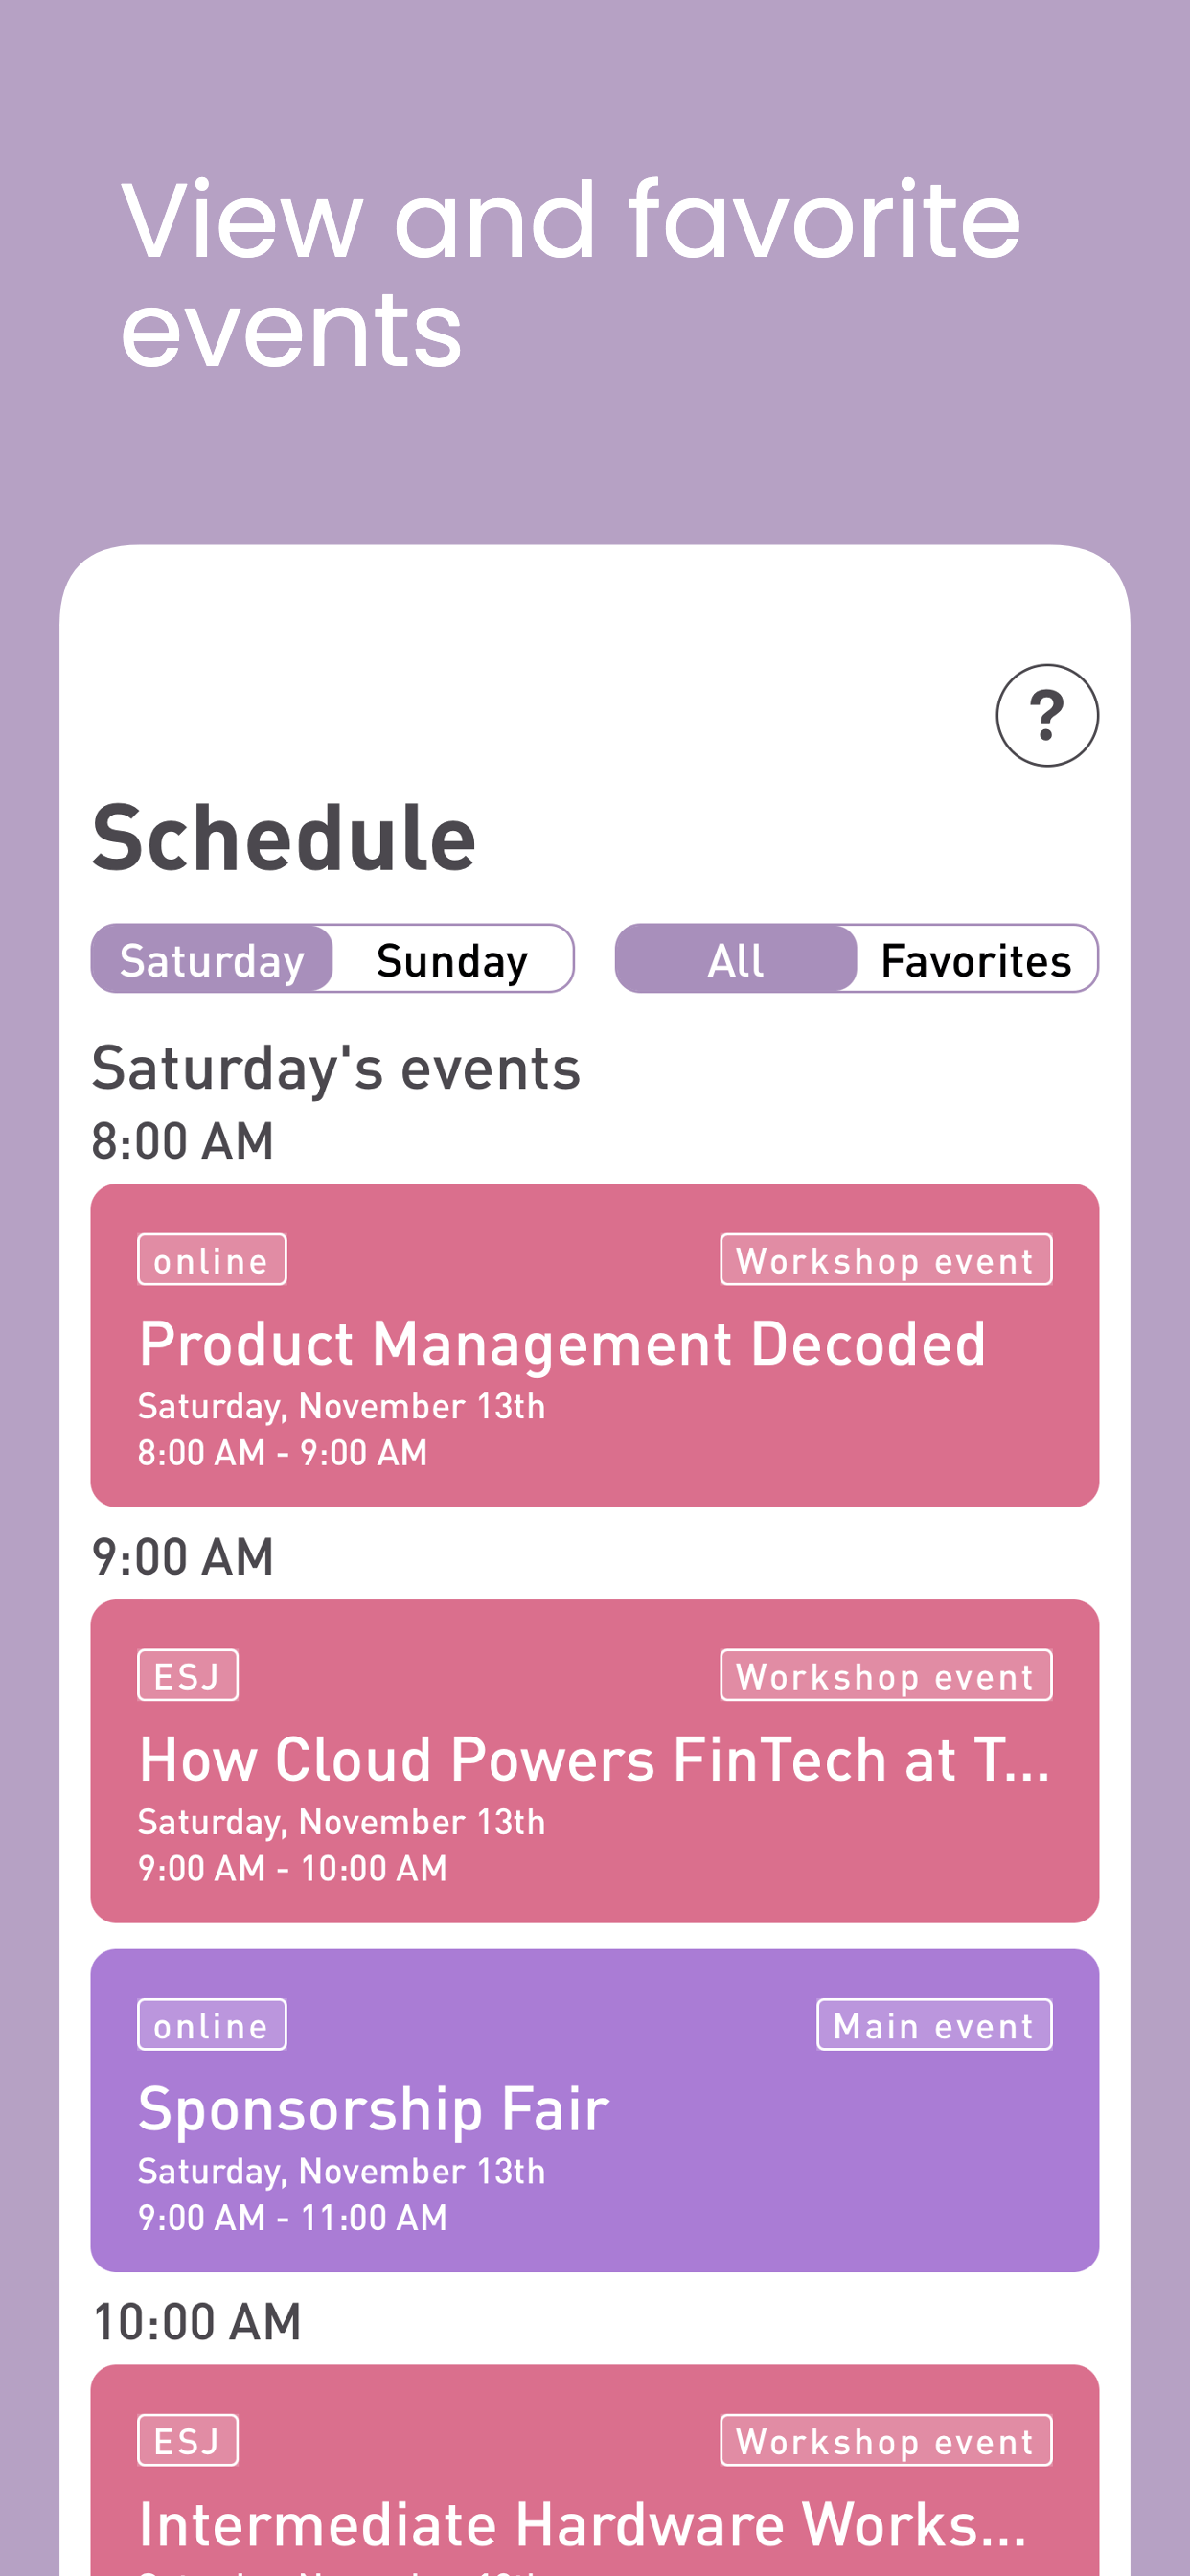 View and favorite
events
?
Schedule
Saturday Sunday All Favorites
Saturday's events
8:00 AM
online Workshop event
Product Management Decoded
Saturday, November 13th
8:00 AM - 9:00 AM
9:00 AM
ESJ Workshop event
How Cloud Powers FinTech at T...
Saturday, November 13th
9:00 AM - 10:00 AM
online Main event
Sponsorship Fair
Saturday, November 13th
9:00 AM - 11:00 AM
10:00 AM
ESJ Workshop event
Intermediate Hardware Works...